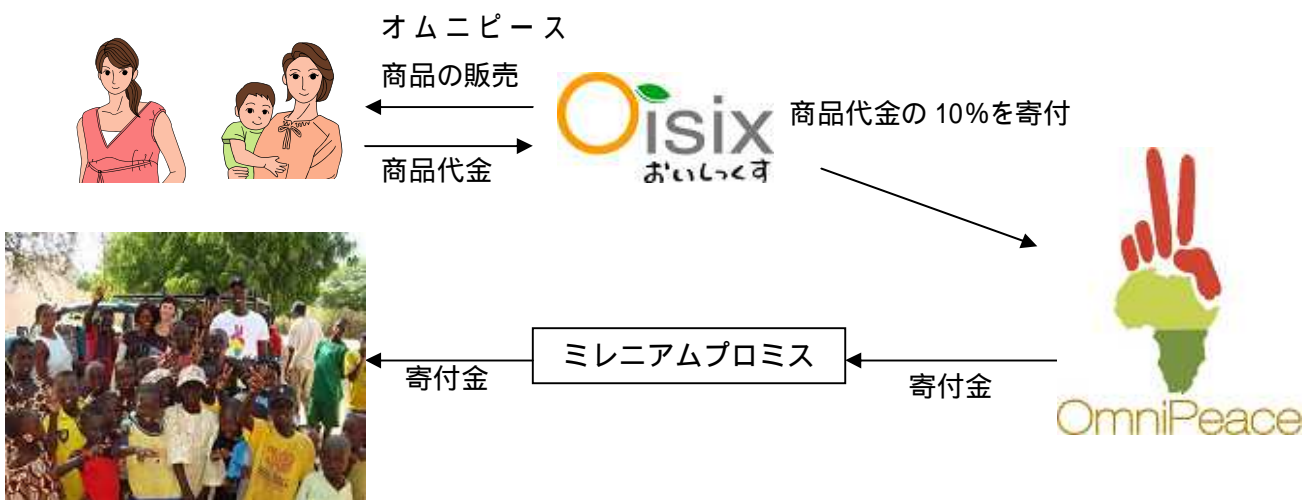 オムニピース
商品の販売
商品代金
Oisix
おいしっくす
商品代金の 10%を寄付
OmniPeace
寄付金
ミレニアムプロミス
寄付金